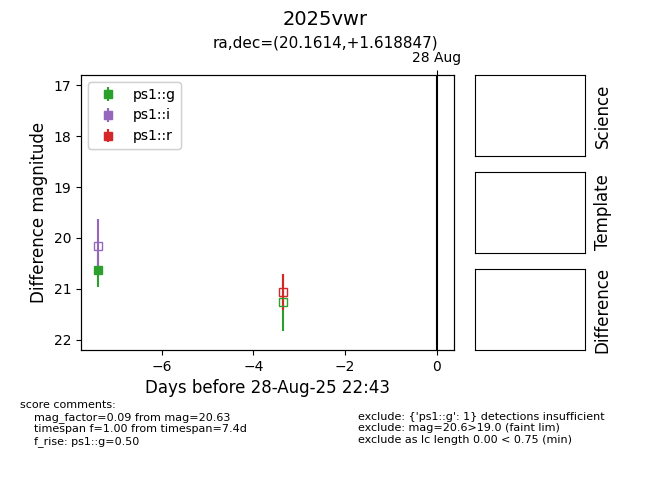 2025vwr
ra,dec=(20.1614,+1.618847)
28 Aug
17
18
19
20
21
22
Difference magnitude
ps1::g
ps1::i
ps1::r
−6
−4
−2
0
Days before 28-Aug-25 22:43
Science
Template
Difference
score comments:
mag_factor=0.09 from mag=20.63
timespan f=1.00 from timespan=7.4d
f_rise: ps1::g=0.50
exclude: {'ps1::g': 1} detections insufficient
exclude: mag=20.6>19.0 (faint lim)
exclude as lc length 0.00 < 0.75 (min)